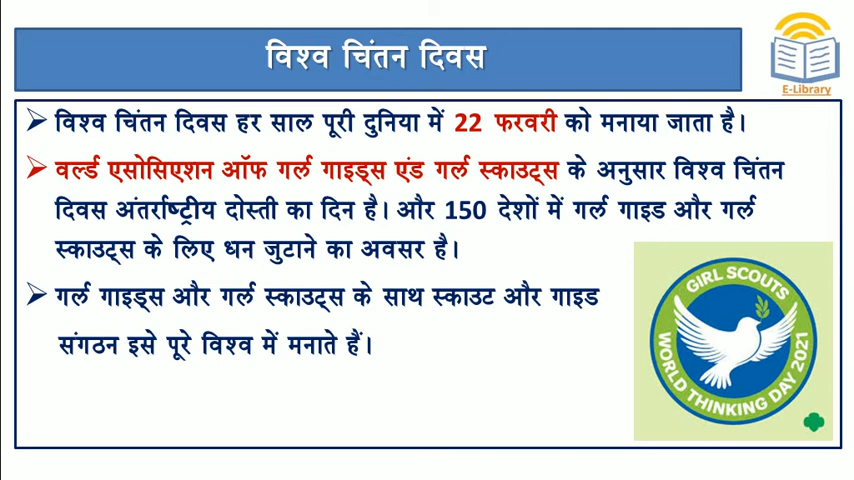 विश्व चिंतन दिवस
E-Library
विश्व चिंतन दिवस हर साल पूरी दुनिया में 22 फरवरी को मनाया जाता है।
वर्ल्ड एसोसिएशन ऑफ गर्ल गाइड्स एंड गर्ल स्काउट्स के अनुसार विश्व चिंतन
दिवस अंतर्राष्ट्रीय दोस्ती का दिन है। और 150 देशों में गर्ल गाइड और गर्ल
स्काउट्स के लिए धन जुटाने का अवसर है।
गर्ल गाइड्स और गर्ल स्काउट्स के साथ स्काउट और गाइड
संगठन इसे पूरे विश्व में मनाते हैं।
GIRL SCOUTS
WORLD THINKING DAY 2021